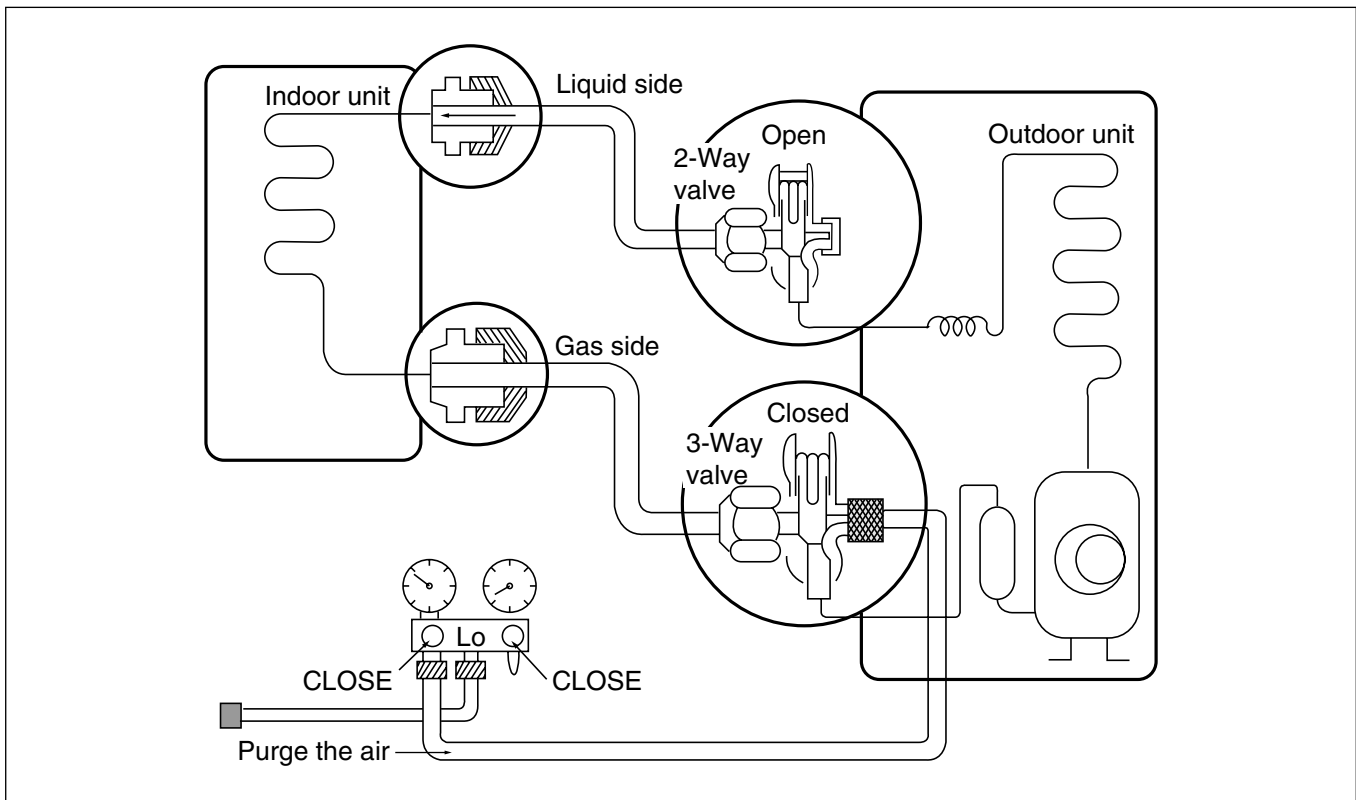 Indoor unit
Liquid side
Open
2-Way
valve
Outdoor unit
Gas side
Closed
3-Way
valve
Lo
CLOSE
CLOSE
Purge the air